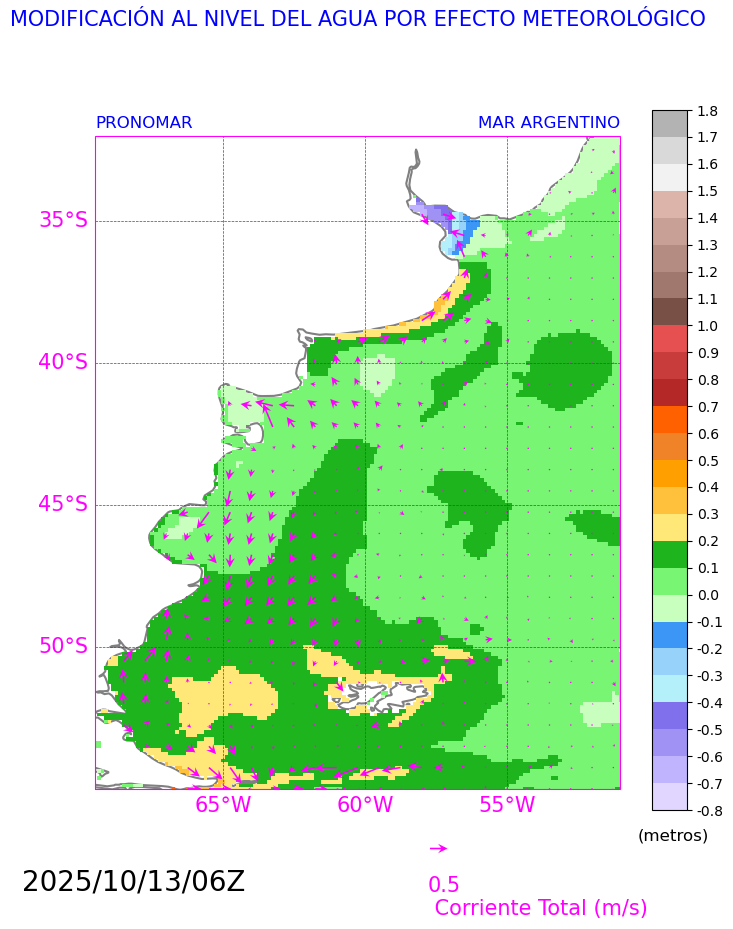 MODIFICACIÓN AL NIVEL DEL AGUA POR EFECTO METEOROLÓGICO
PRONOMAR MAR ARGENTINO
35°S
40°S
45°S
50°S
65°W 60°W 55°W
1.8
1.7
1.6
1.5
1.4
1.3
1.2
1.1
1.0
0.9
0.8
0.7
0.6
0.5
0.4
0.3
0.2
0.1
0.0
-0.1
-0.2
-0.3
-0.4
-0.5
-0.6
-0.7
-0.8
(metros)
2025/10/13/06Z
0.5
Corriente Total (m/s)